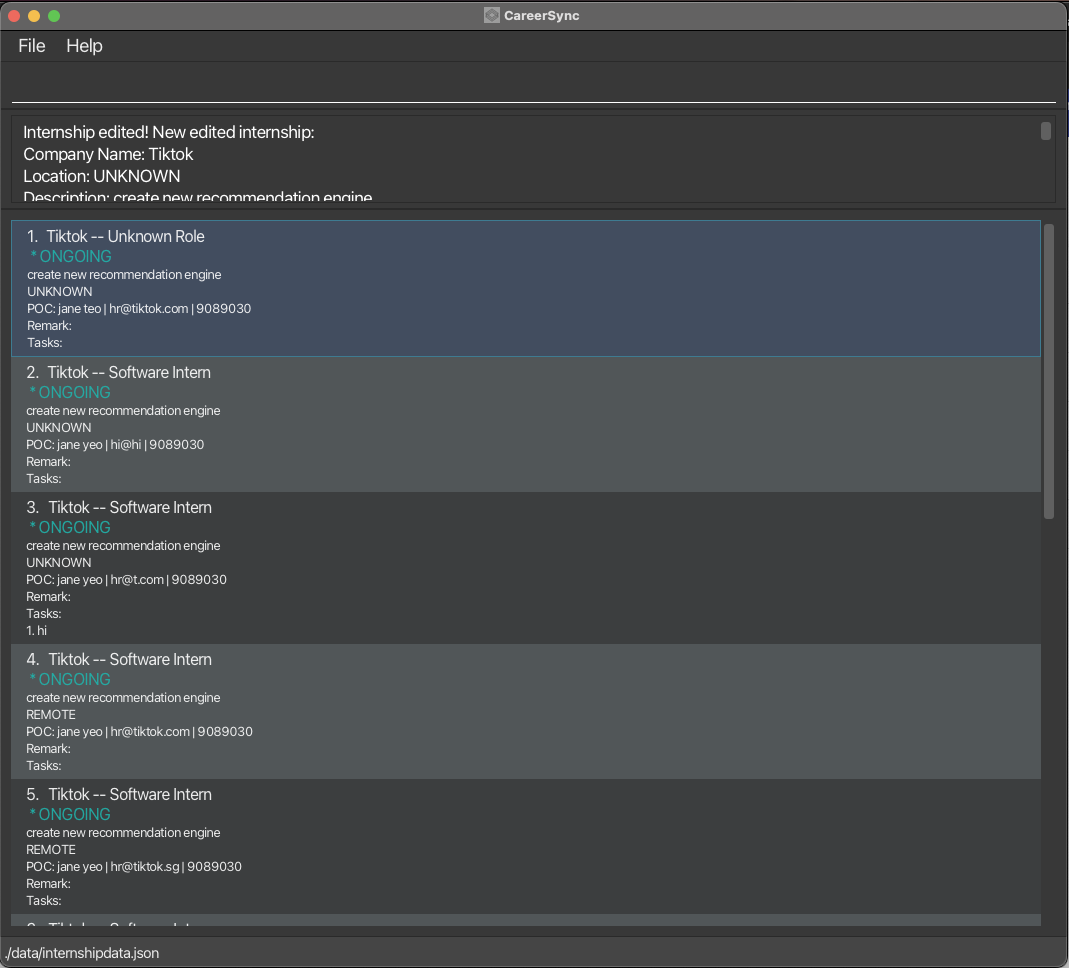 CareerSync
File Help
Internship edited! New edited internship:
Company Name: Tiktok
Location: UNKNOWN
Description: create new recommendation engine
1. Tiktok -- Unknown Role
* ONGOING
create new recommendation engine
UNKNOWN
POC: jane teo | hr@tiktok.com | 9089030
Remark:
Tasks:
2. Tiktok -- Software Intern
* ONGOING
create new recommendation engine
UNKNOWN
POC: jane yeo | hi@hi | 9089030
Remark:
Tasks:
3. Tiktok -- Software Intern
* ONGOING
create new recommendation engine
UNKNOWN
POC: jane yeo | hr@t.com | 9089030
Remark:
Tasks:
1. hi
4. Tiktok -- Software Intern
* ONGOING
create new recommendation engine
REMOTE
POC: jane yeo | hr@tiktok.com | 9089030
Remark:
Tasks:
5. Tiktok -- Software Intern
* ONGOING
create new recommendation engine
REMOTE
POC: jane yeo | hr@tiktok.sg | 9089030
Remark:
Tasks:
./data/internshipdata.json